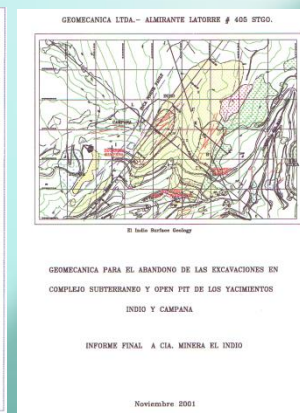 GEOMECANICA LTDA.- ALMIRANTE LATORRE # 405 STGO.
El Indio Surface Geology
GEOMECANICA PARA EL ABANDONO DE LAS EXCAVACIONES EN
COMPLEJO SUBTERRANEO Y OPEN PIT DE LOS YACIMIENTOS
INDIO Y CAMPANA
INFORME FINAL A CIA. MINERA EL INDIO
Noviembre 2001